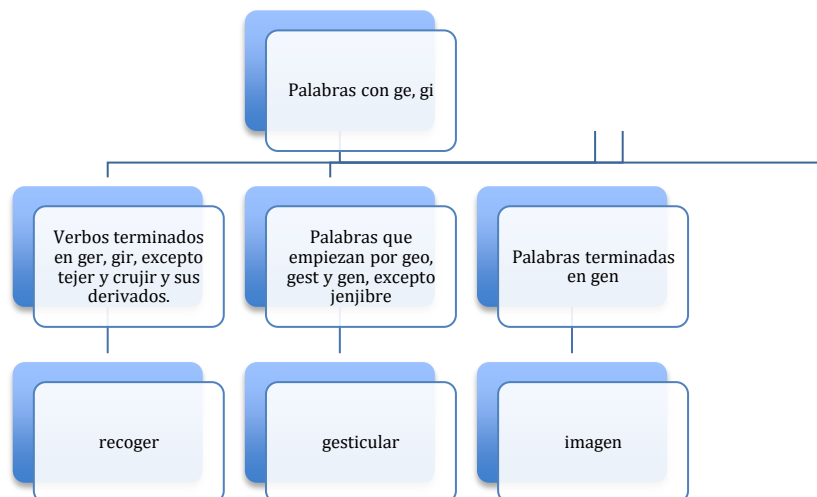 Palabras con ge, gi
Verbos terminados
en ger, gir, excepto
tejer y crujir y sus
derivados.
Palabras que
empiezan por geo,
gest y gen, excepto
jenjibre
Palabras terminadas
en gen
recoger
gesticular
imagen